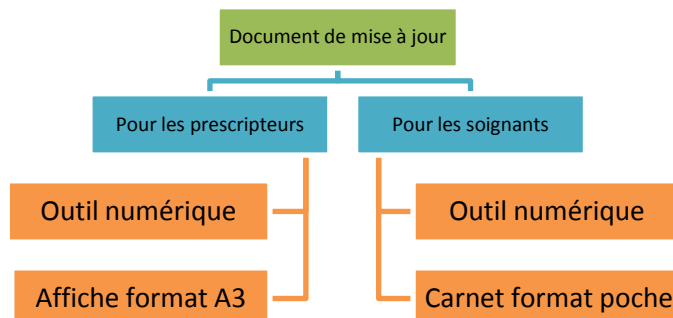 Document de mise à jour
Pour les prescripteurs
Pour les soignants
Outil numérique
Outil numérique
Affiche format A3
Carnet format poche